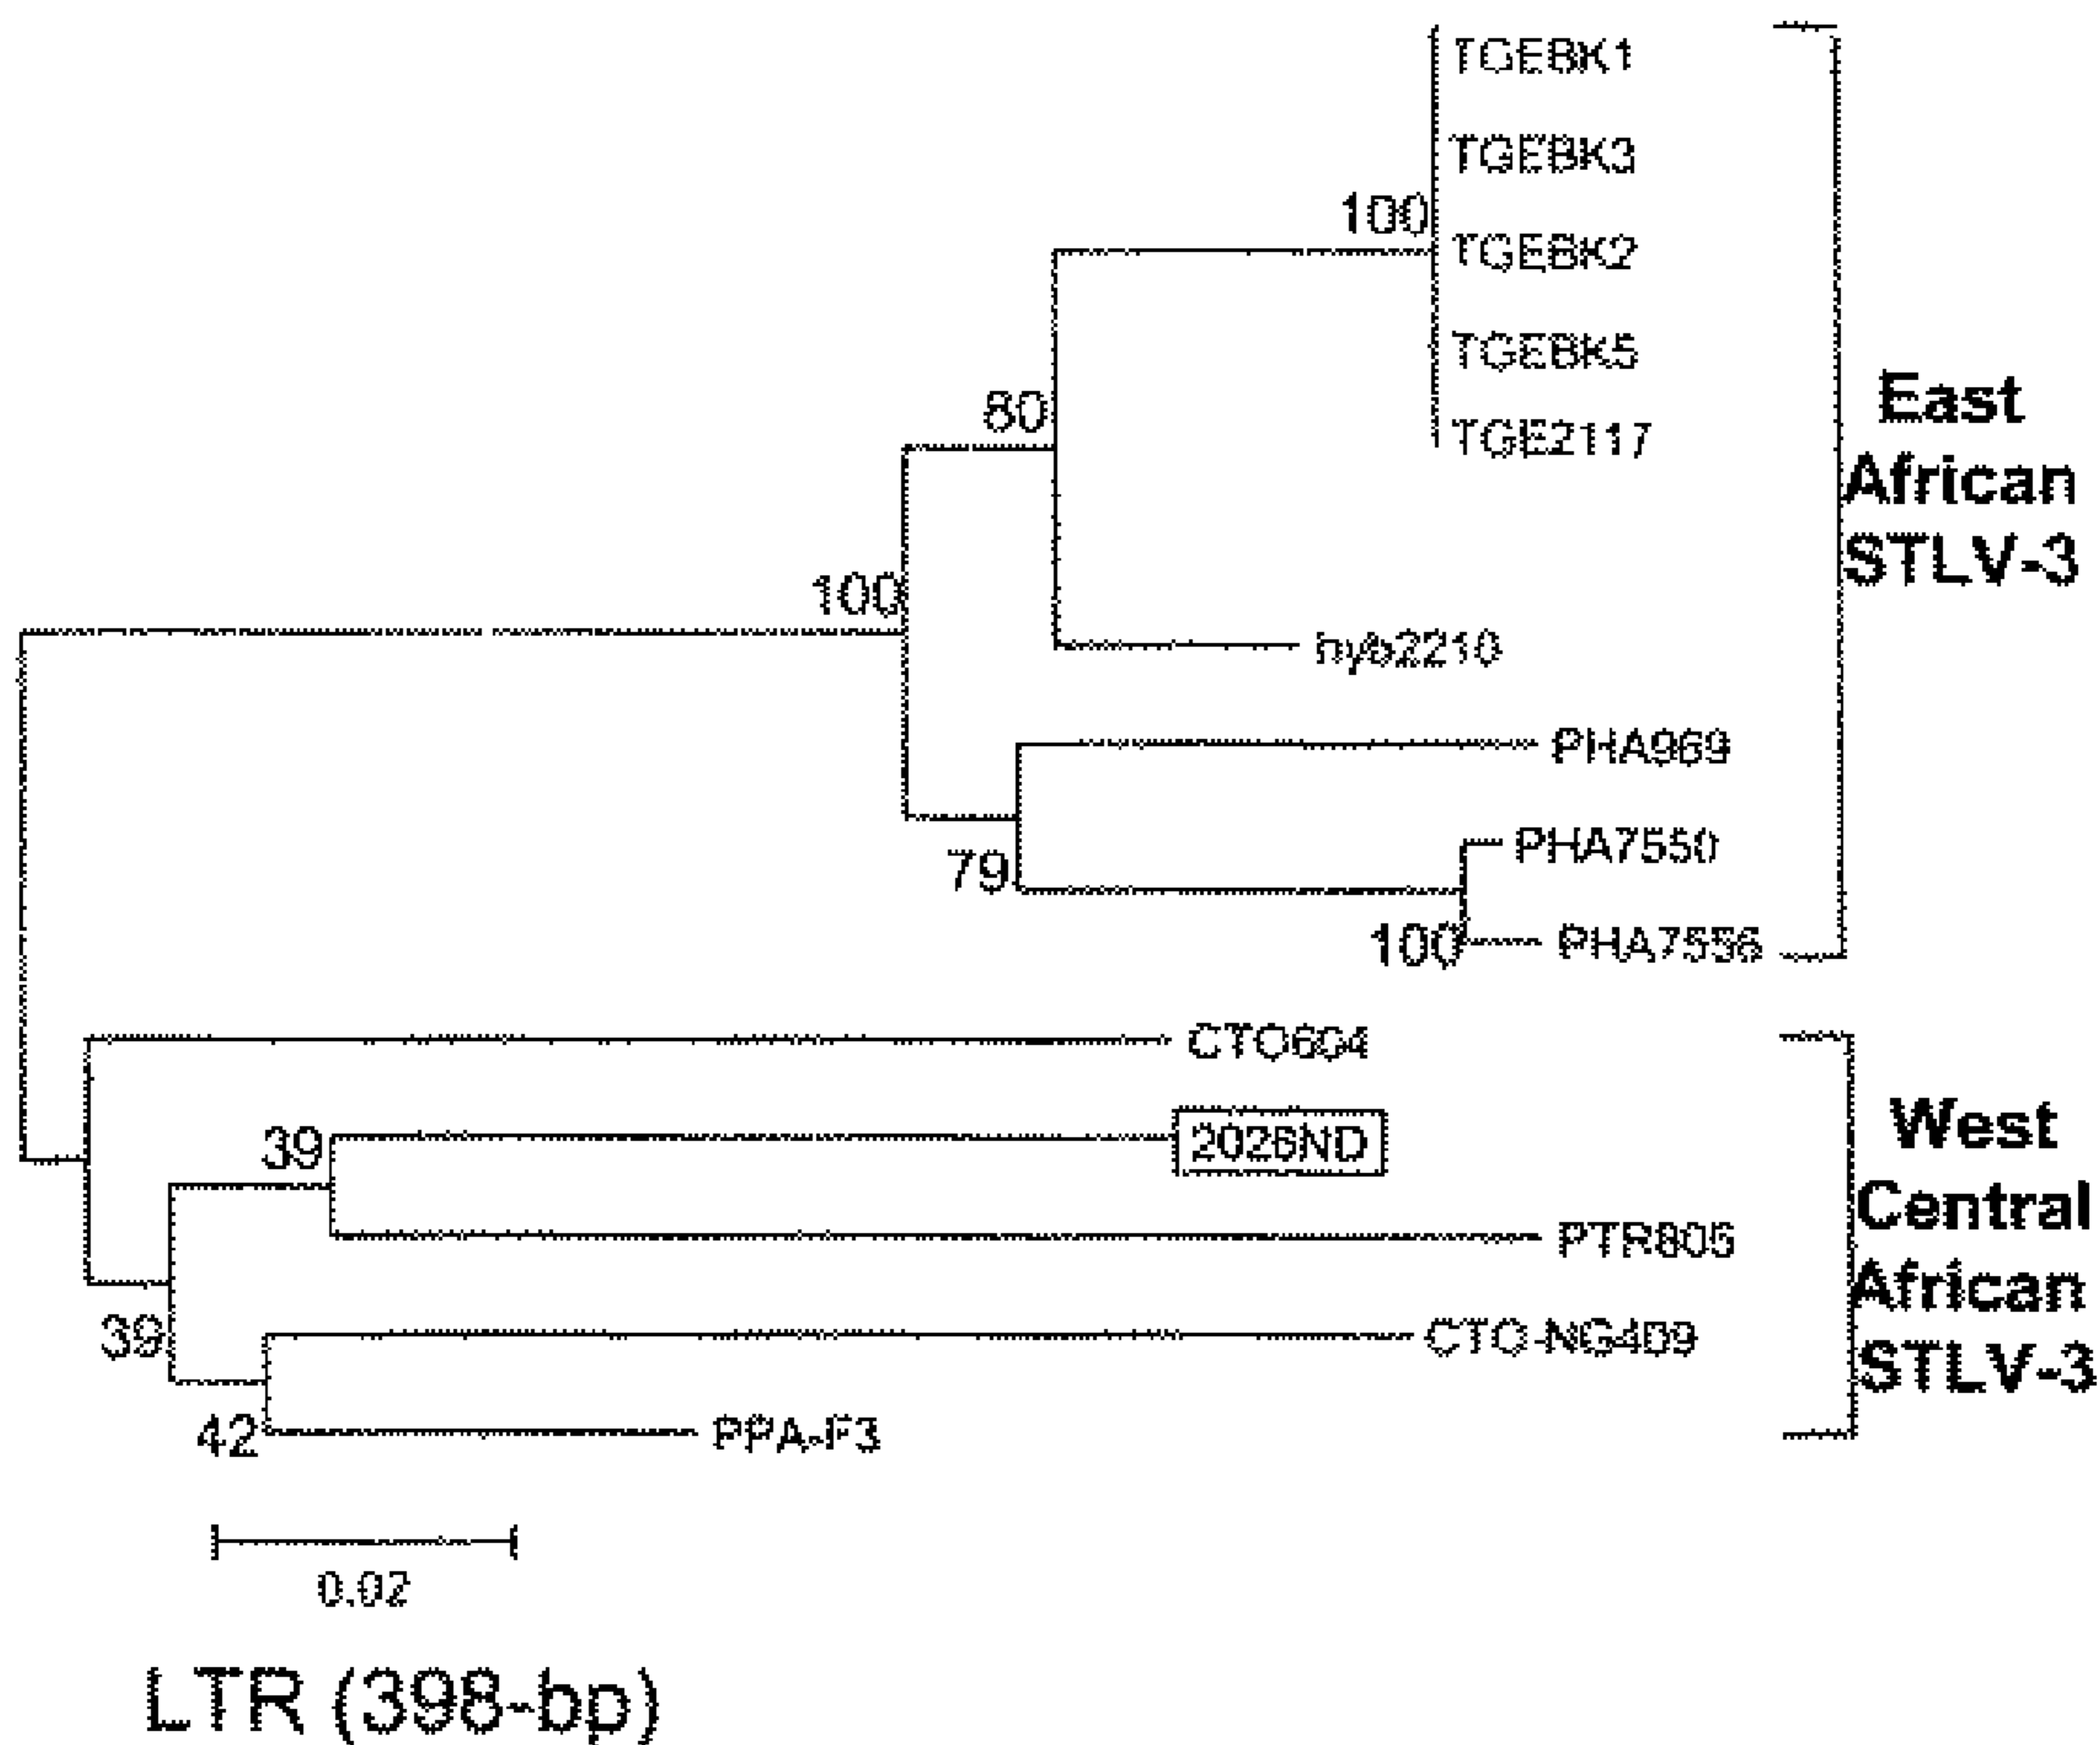 TGEBK1
TGEBK3
100
TGEBK2
TGEBK5
80
TGE2117
East
African
STLV-3
100
hyb2210
PHA969
PHA7550
79
100
PHA7556
CTO604
39
2026ND
PTR805
39
CTO-NG409
42
PPA-F3
West
Central
African
STLV-3
0.02
LTR (398-bp)